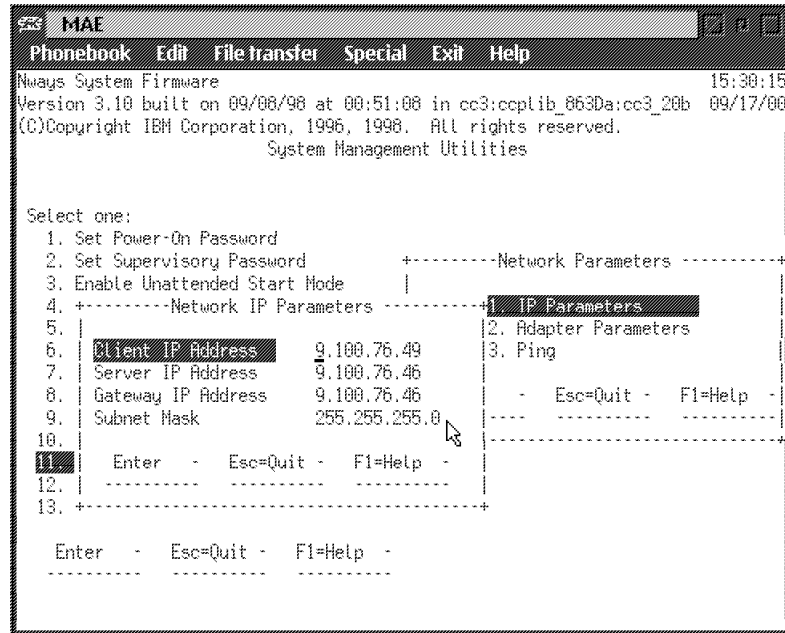 MAE
Phonebook Edit File transfer Special Exit Help
Nways System Firmware 15:30:15
Version 3.10 built on 09/08/98 at 00:51:08 in cc3:ccplib_863Da:cc3_20b 09/17/00
(C)Copyright IBM Corporation, 1996, 1998. All rights reserved.
System Management Utilities
Select one:
1. Set Power-On Password
2. Set Supervisory Password
3. Enable Unattended Start Mode
4.
5.
6.
7.
8.
9.
10.
11.
12.
13.
Network IP Parameters
Client IP Address 9.100.76.49
Server IP Address 9.100.76.46
Gateway IP Address 9.100.76.46
Subnet Mask 255.255.255.0
Enter - Esc=Quit - F1=Help -
Network Parameters
1. IP Parameters
2. Adapter Parameters
3. Ping
- Esc=Quit - F1=Help -
Enter - Esc=Quit - F1=Help -